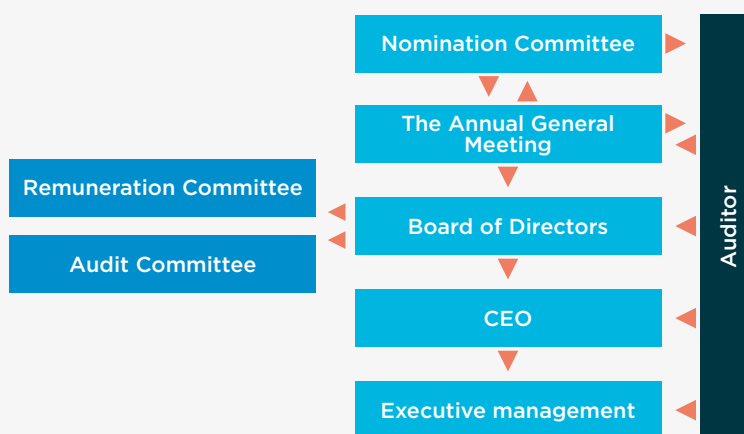 Nomination Committee
The Annual General
Meeting
Remuneration Committee
Board of Directors
Audit Committee
CEO
Executive management
Auditor